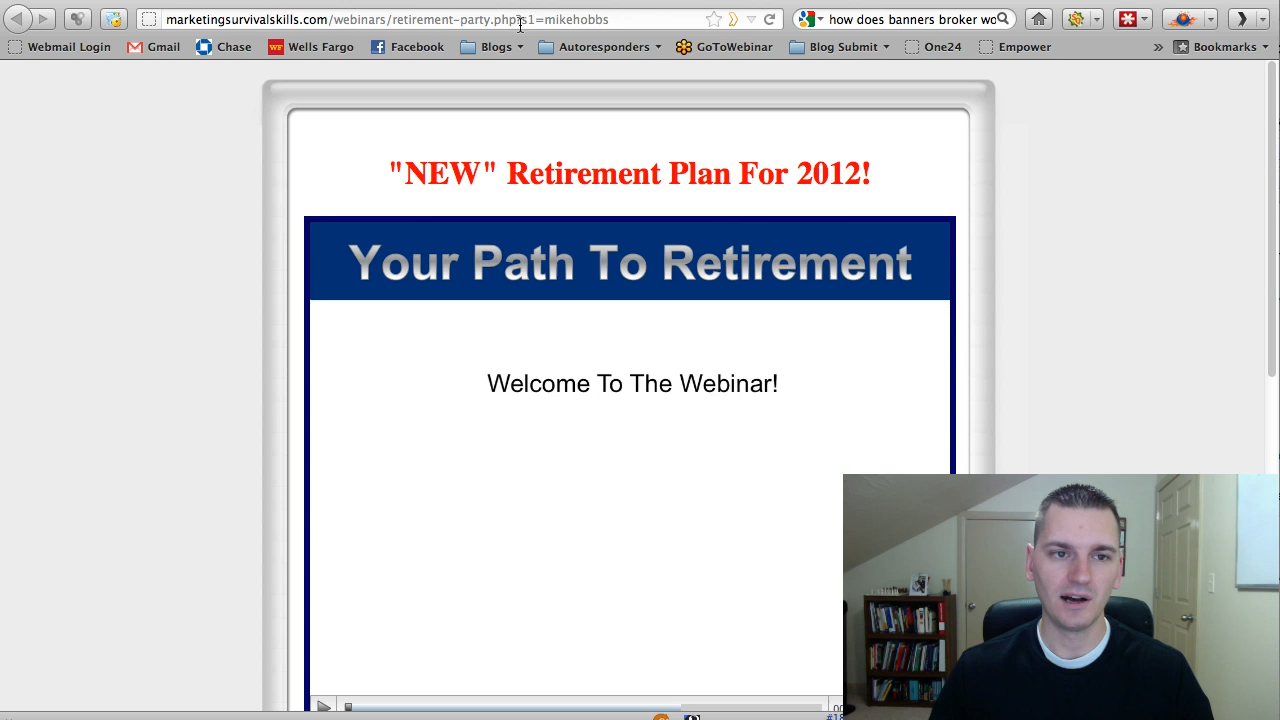 marketingsurvivalskills.com/webinars/retirement-party.php?s1=mikehobbs
how does banners broker wo
Webmail Login Gmail Chase Wells Fargo Facebook Blogs Autoresponders GoToWebinar Blog Submit One24 Empower » Bookmarks
"NEW" Retirement Plan For 2012!
Your Path To Retirement
Welcome To The Webinar!